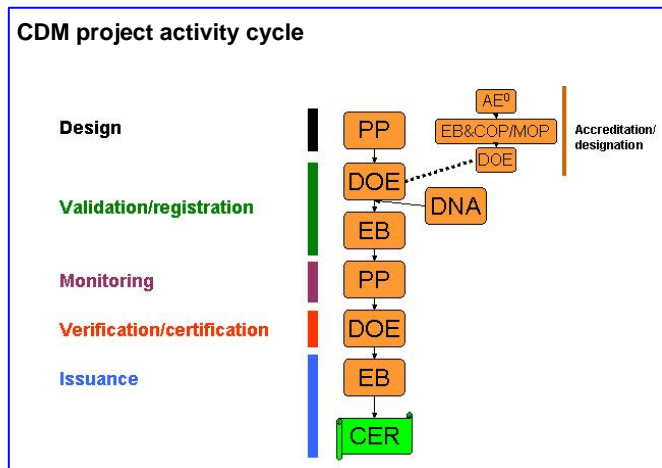 CDM project activity cycle
AE⁰
EB&COP/MOP
DOE
Accreditation/
designation
Design
PP
DOE
DNA
Validation/registration
EB
Monitoring
PP
Verification/certification
DOE
Issuance
EB
CER